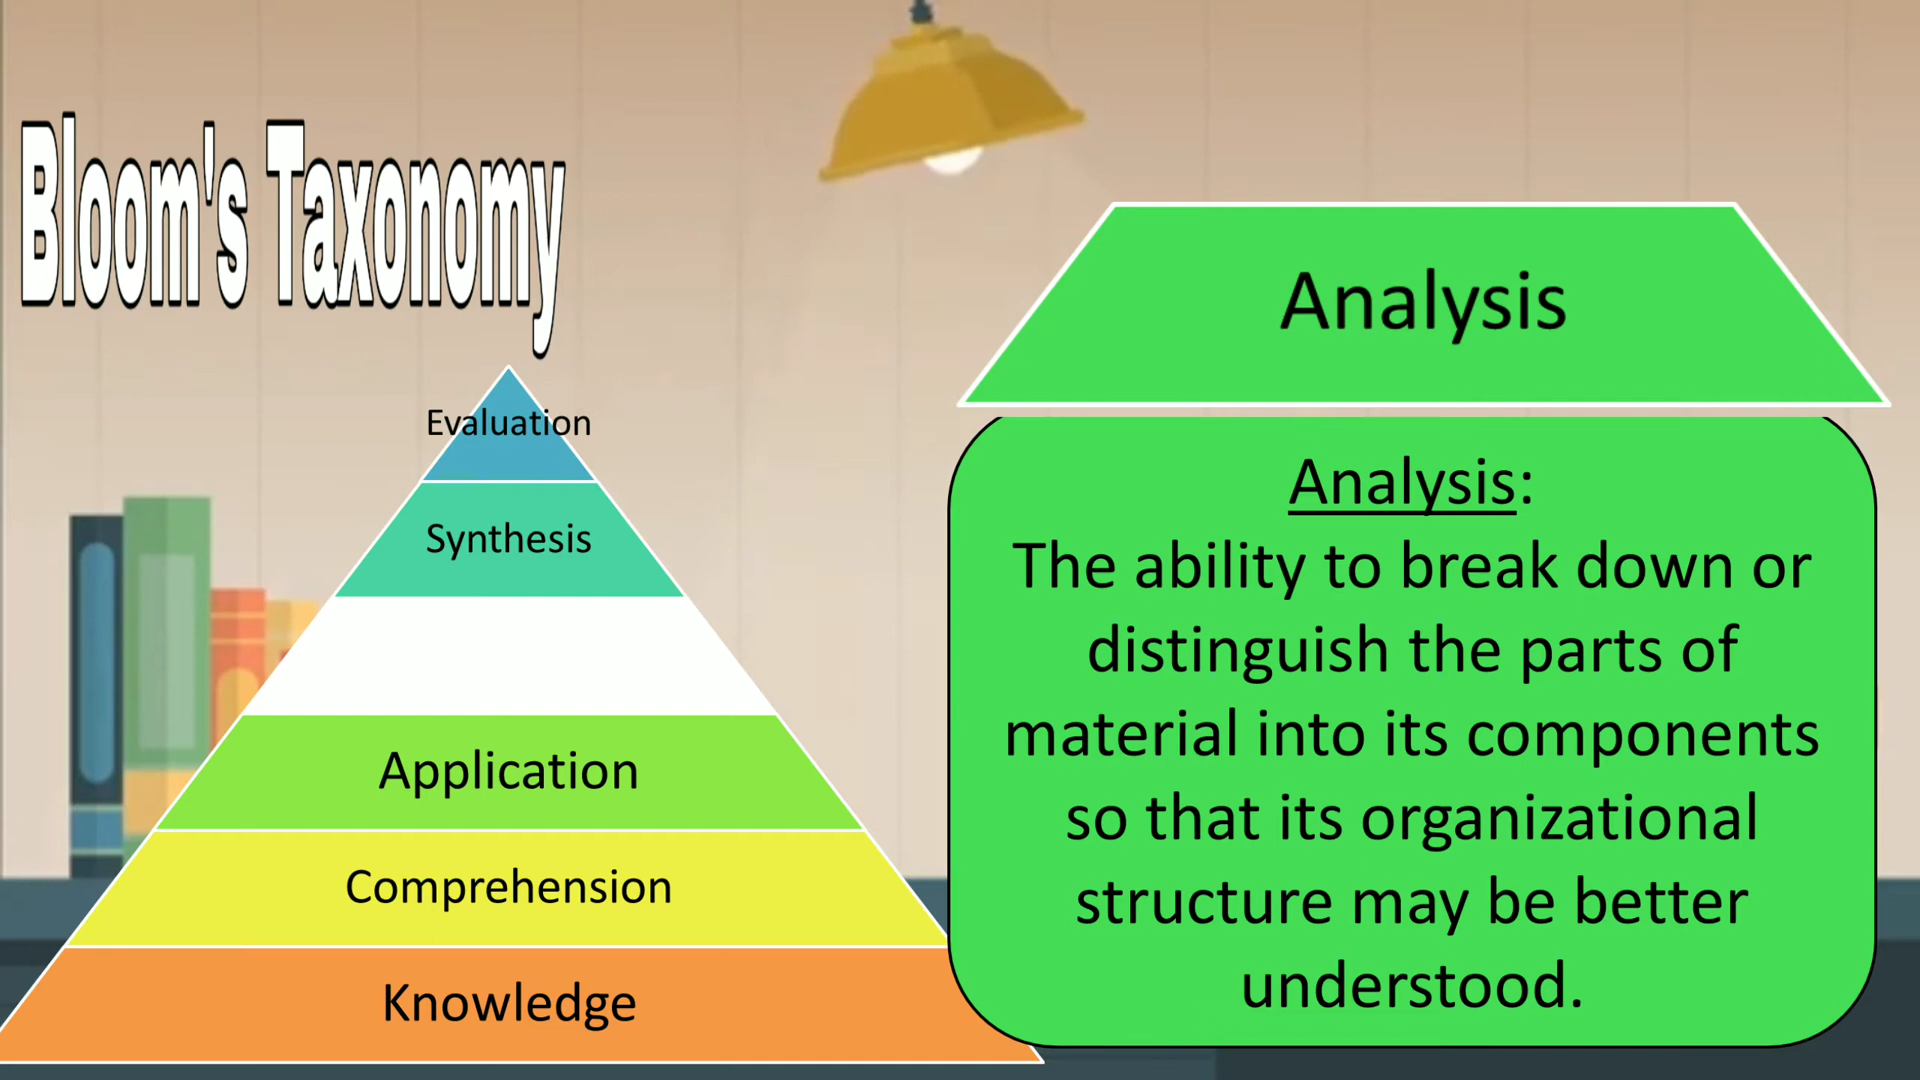 Bloom's Taxonomy
Evaluation
Synthesis
Application
Comprehension
Knowledge
Analysis
Analysis:
The ability to break down or
distinguish the parts of
material into its components
so that its organizational
structure may be better
understood.